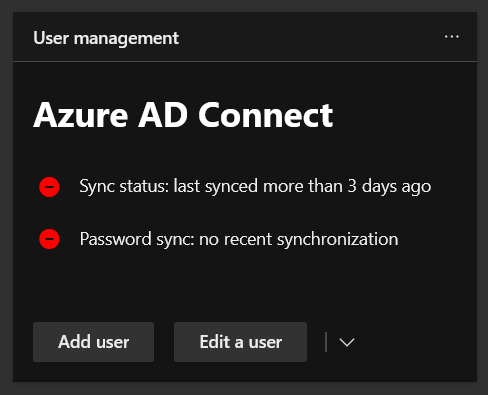 User management
Azure AD Connect
Sync status: last synced more than 3 days ago
Password sync: no recent synchronization
Add user Edit a user